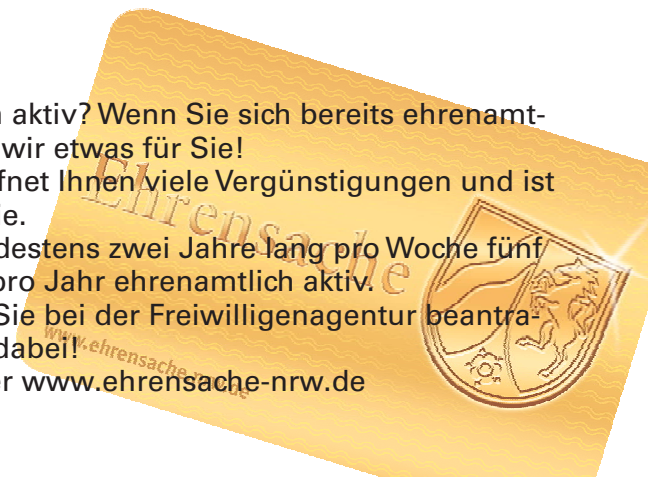 aktiv? Wenn Sie sich bereits ehrenamt-
wir etwas für Sie!
fnet Ihnen viele Vergünstigungen und ist
ie.
destens zwei Jahre lang pro Woche fünf
pro Jahr ehrenamtlich aktiv.
Sie bei der Freiwilligenagentur beantra-
dabei!
er www.ehrensache-nrw.de
Ehrensache
www.ehrensache-nrw.de